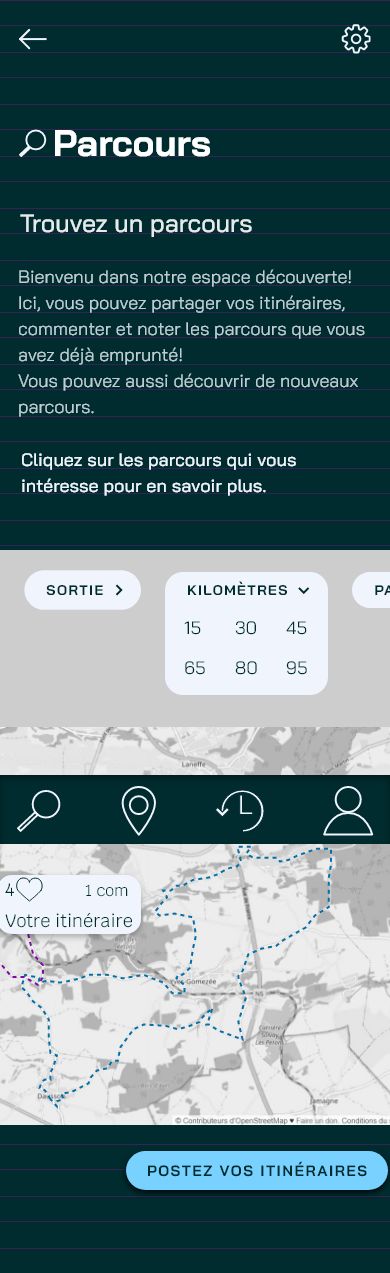 Parcours
Trouvez un parcours
Bienvenu dans notre espace découverte!
Ici, vous pouvez partager vos itinéraires,
commenter et noter les parcours que vous
avez déjà emprunté!
Vous pouvez aussi découvrir de nouveaux
parcours.
Cliquez sur les parcours qui vous
intéresse pour en savoir plus.
SORTIE
KILOMÈTRES
PA
15 30 45
65 80 95
Laneffe
4 1 com
Votre itinéraire
Yves-Gomezée
N5
Jamagne
© Contributeurs d'OpenStreetMap ♥ Faire un don. Conditions du
POSTEZ VOS ITINÉRAIRES